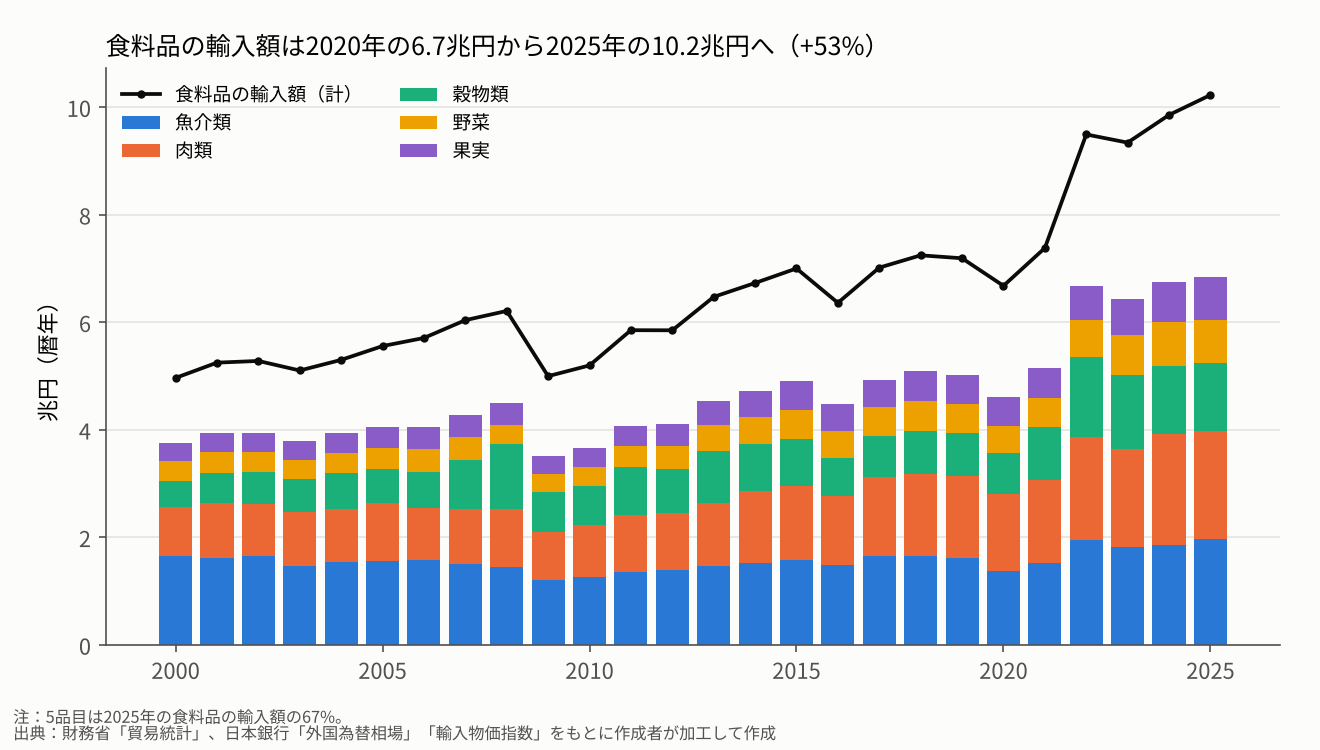 食料品の輸入額は2020年の6.7兆円から2025年の10.2兆円へ（+53%）
食料品の輸入額（計）
魚介類
肉類
穀物類
野菜
果実
兆円（暦年）
10
8
6
4
2
0
2000
2005
2010
2015
2020
2025
注：5品目は2025年の食料品の輸入額の67%。
出典：財務省「貿易統計」、日本銀行「外国為替相場」「輸入物価指数」をもとに作成者が加工して作成